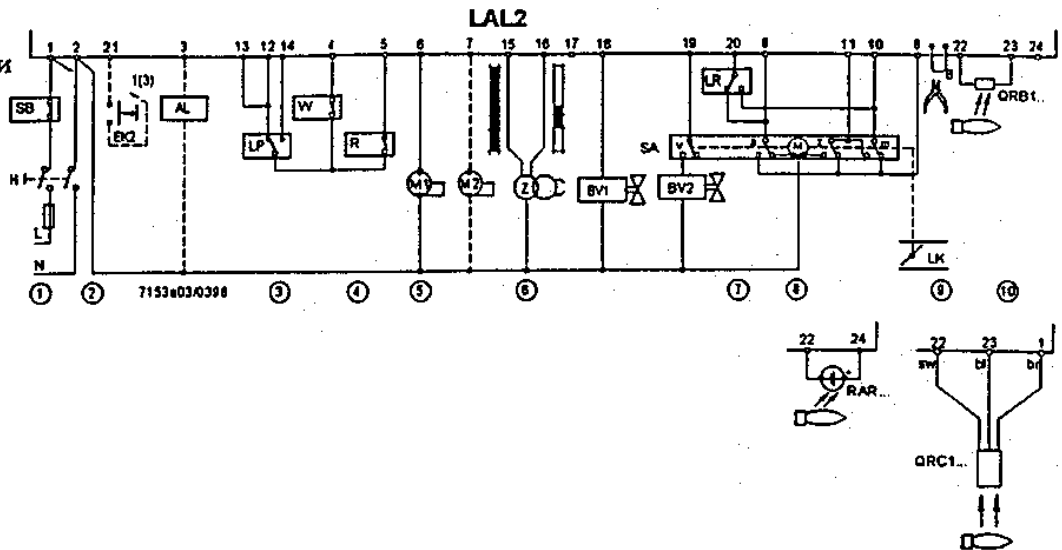 LAL2
1 2 21 3 13 12 14 4 5 6 7 15 16 17 18 19 20 8 11 10 8 22 23 24
1(3)
SB EK2 AL LP W R LR B QRB1..
SA V M
H M1 M2 Z BV1 BV2
L
N LK
1 2 7153a03/0398 3 4 5 6 7 8 9 10
22 24 22 23 1
sw bl br
RAR...
QRC1...